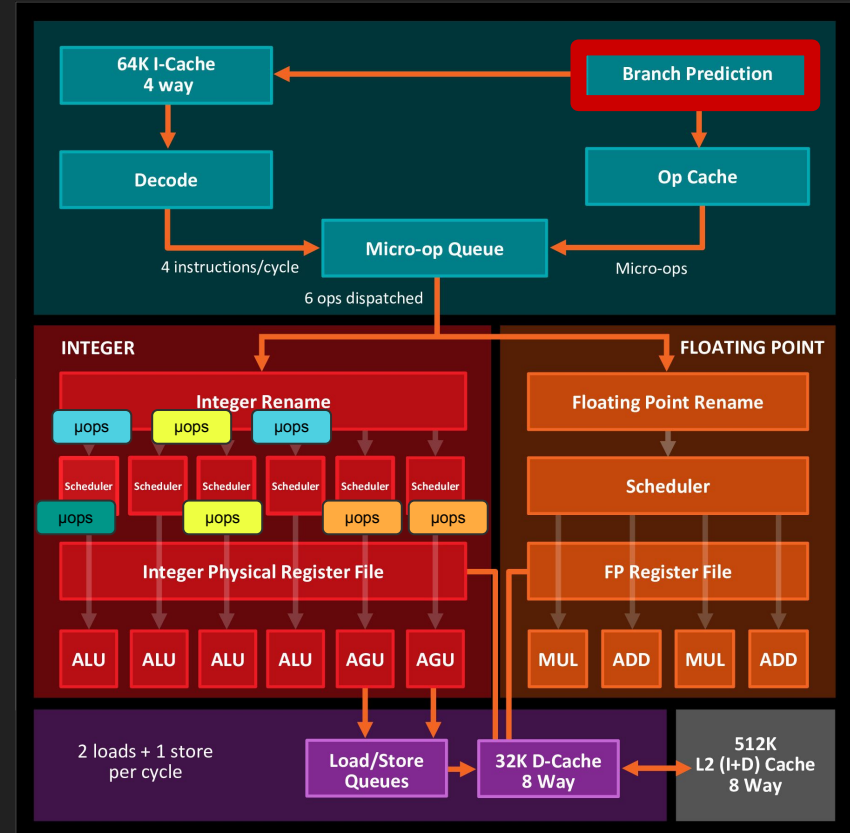 64K I-Cache
4 way
Branch Prediction
Decode
Op Cache
Micro-op Queue
4 instructions/cycle
Micro-ops
6 ops dispatched
INTEGER
FLOATING POINT
Integer Rename
Floating Point Rename
µops
µops
µops
Scheduler
Scheduler
Scheduler
Scheduler
Scheduler
Scheduler
Scheduler
µops
µops
µops
µops
Integer Physical Register File
FP Register File
ALU
ALU
ALU
ALU
AGU
AGU
MUL
ADD
MUL
ADD
2 loads + 1 store
per cycle
Load/Store
Queues
32K D-Cache
8 Way
512K
L2 (I+D) Cache
8 Way